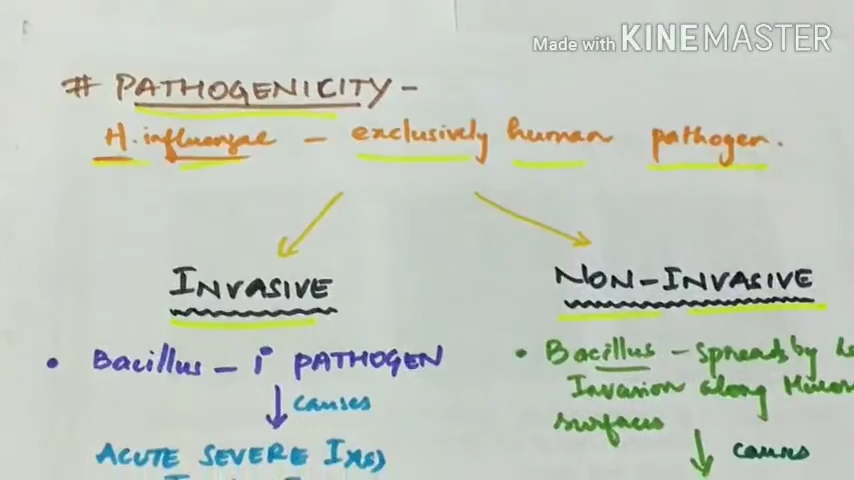 Made with KINEMASTER
# PATHOGENICITY -
H. influenzae - exclusively human pathogen.
INVASIVE
• Bacillus - 1° PATHOGEN
causes
ACUTE SEVERE Ixs)
NON-INVASIVE
• Bacillus - spreads by
Invasion along
surfaces
causes